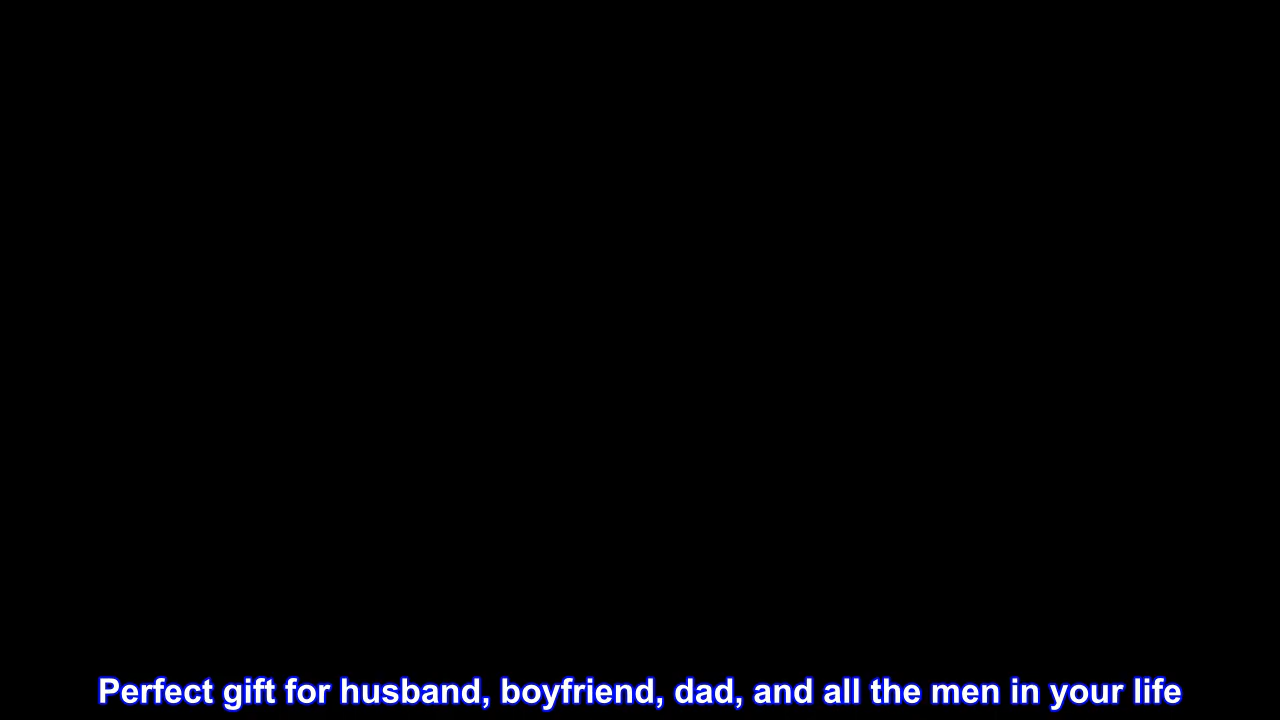 Perfect gift for husband, boyfriend, dad, and all the men in your life